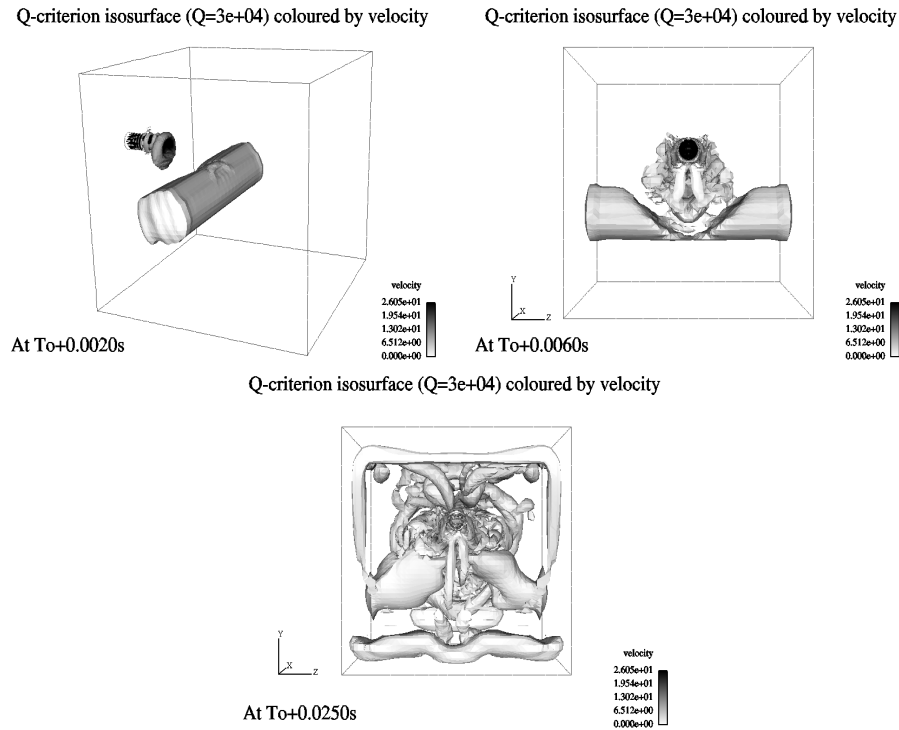 Q-criterion isosurface (Q=3e+04) coloured by velocity
velocity
2.605e+01
1.954e+01
1.302e+01
6.512e+00
0.000e+00
At To+0.0020s
Q-criterion isosurface (Q=3e+04) coloured by velocity
Y
X
Z
velocity
2.605e+01
1.954e+01
1.302e+01
6.512e+00
0.000e+00
At To+0.0060s
Q-criterion isosurface (Q=3e+04) coloured by velocity
Y
X
Z
velocity
2.605e+01
1.954e+01
1.302e+01
6.512e+00
0.000e+00
At To+0.0250s